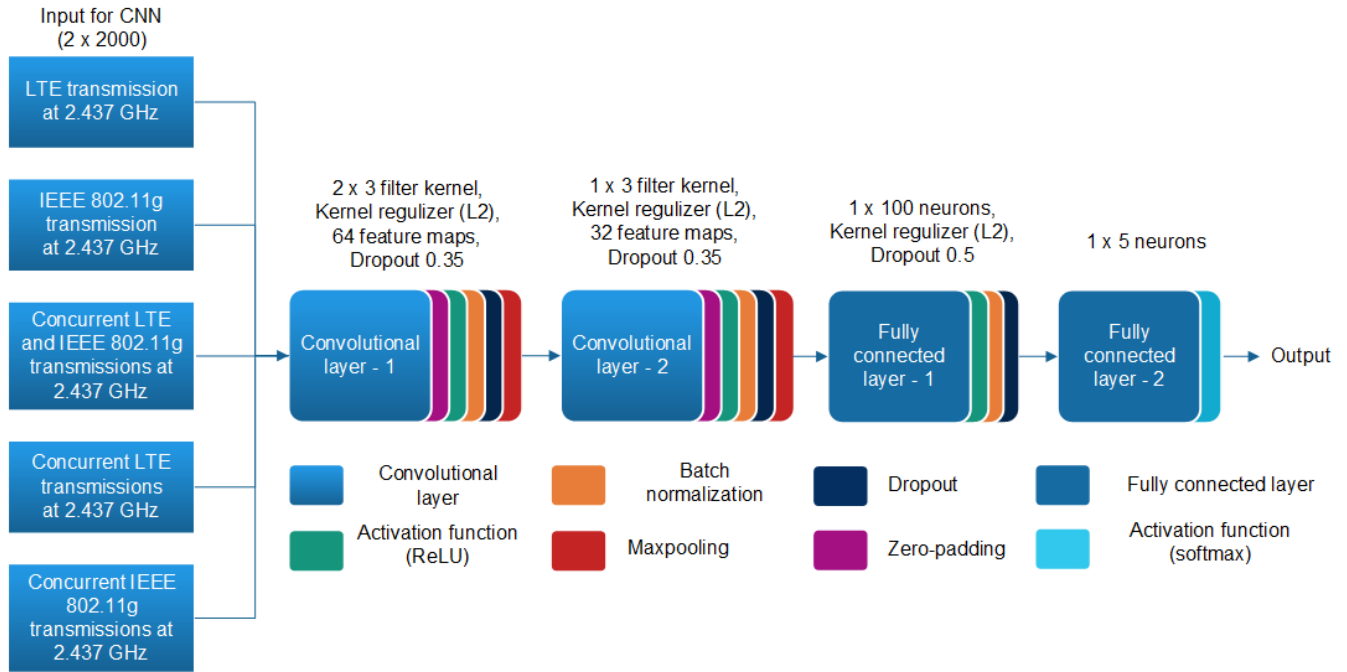 Input for CNN
(2 x 2000)
LTE transmission
at 2.437 GHz
IEEE 802.11g
transmission
at 2.437 GHz
Concurrent LTE
and IEEE 802.11g
transmissions at
2.437 GHz
Concurrent LTE
transmissions
at 2.437 GHz
Concurrent IEEE
802.11g
transmissions at
2.437 GHz
2 x 3 filter kernel,
Kernel regulizer (L2),
64 feature maps,
Dropout 0.35
Convolutional
layer - 1
1 x 3 filter kernel,
Kernel regulizer (L2),
32 feature maps,
Dropout 0.35
Convolutional
layer - 2
1 x 100 neurons,
Kernel regulizer (L2),
Dropout 0.5
Fully
connected
layer - 1
1 x 5 neurons
Fully
connected
layer - 2
Output
Convolutional
layer
Batch
normalization
Dropout
Fully connected layer
Activation function
(ReLU)
Maxpooling
Zero-padding
Activation function
(softmax)